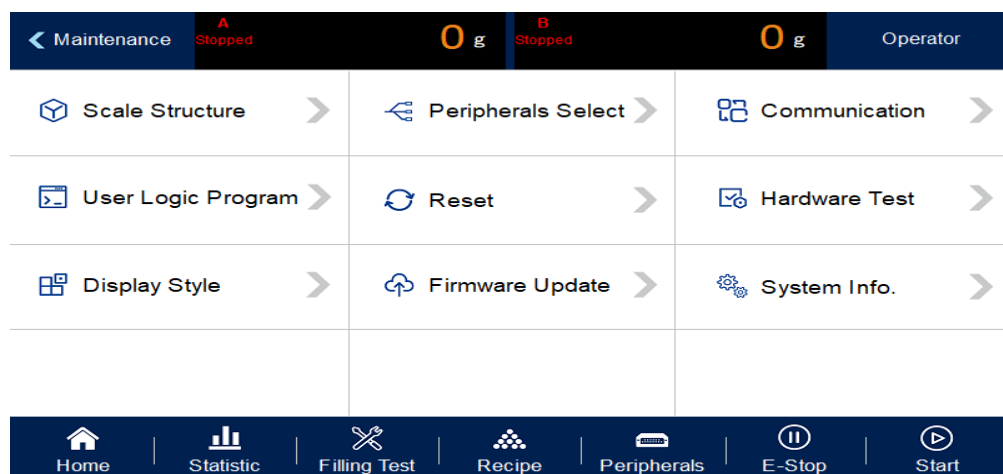 Maintenance
A
Stopped
0 g
B
Stopped
0 g
Operator
Scale Structure
Peripherals Select
Communication
User Logic Program
Reset
Hardware Test
Display Style
Firmware Update
System Info.
Home
Statistic
Filling Test
Recipe
Peripherals
E-Stop
Start